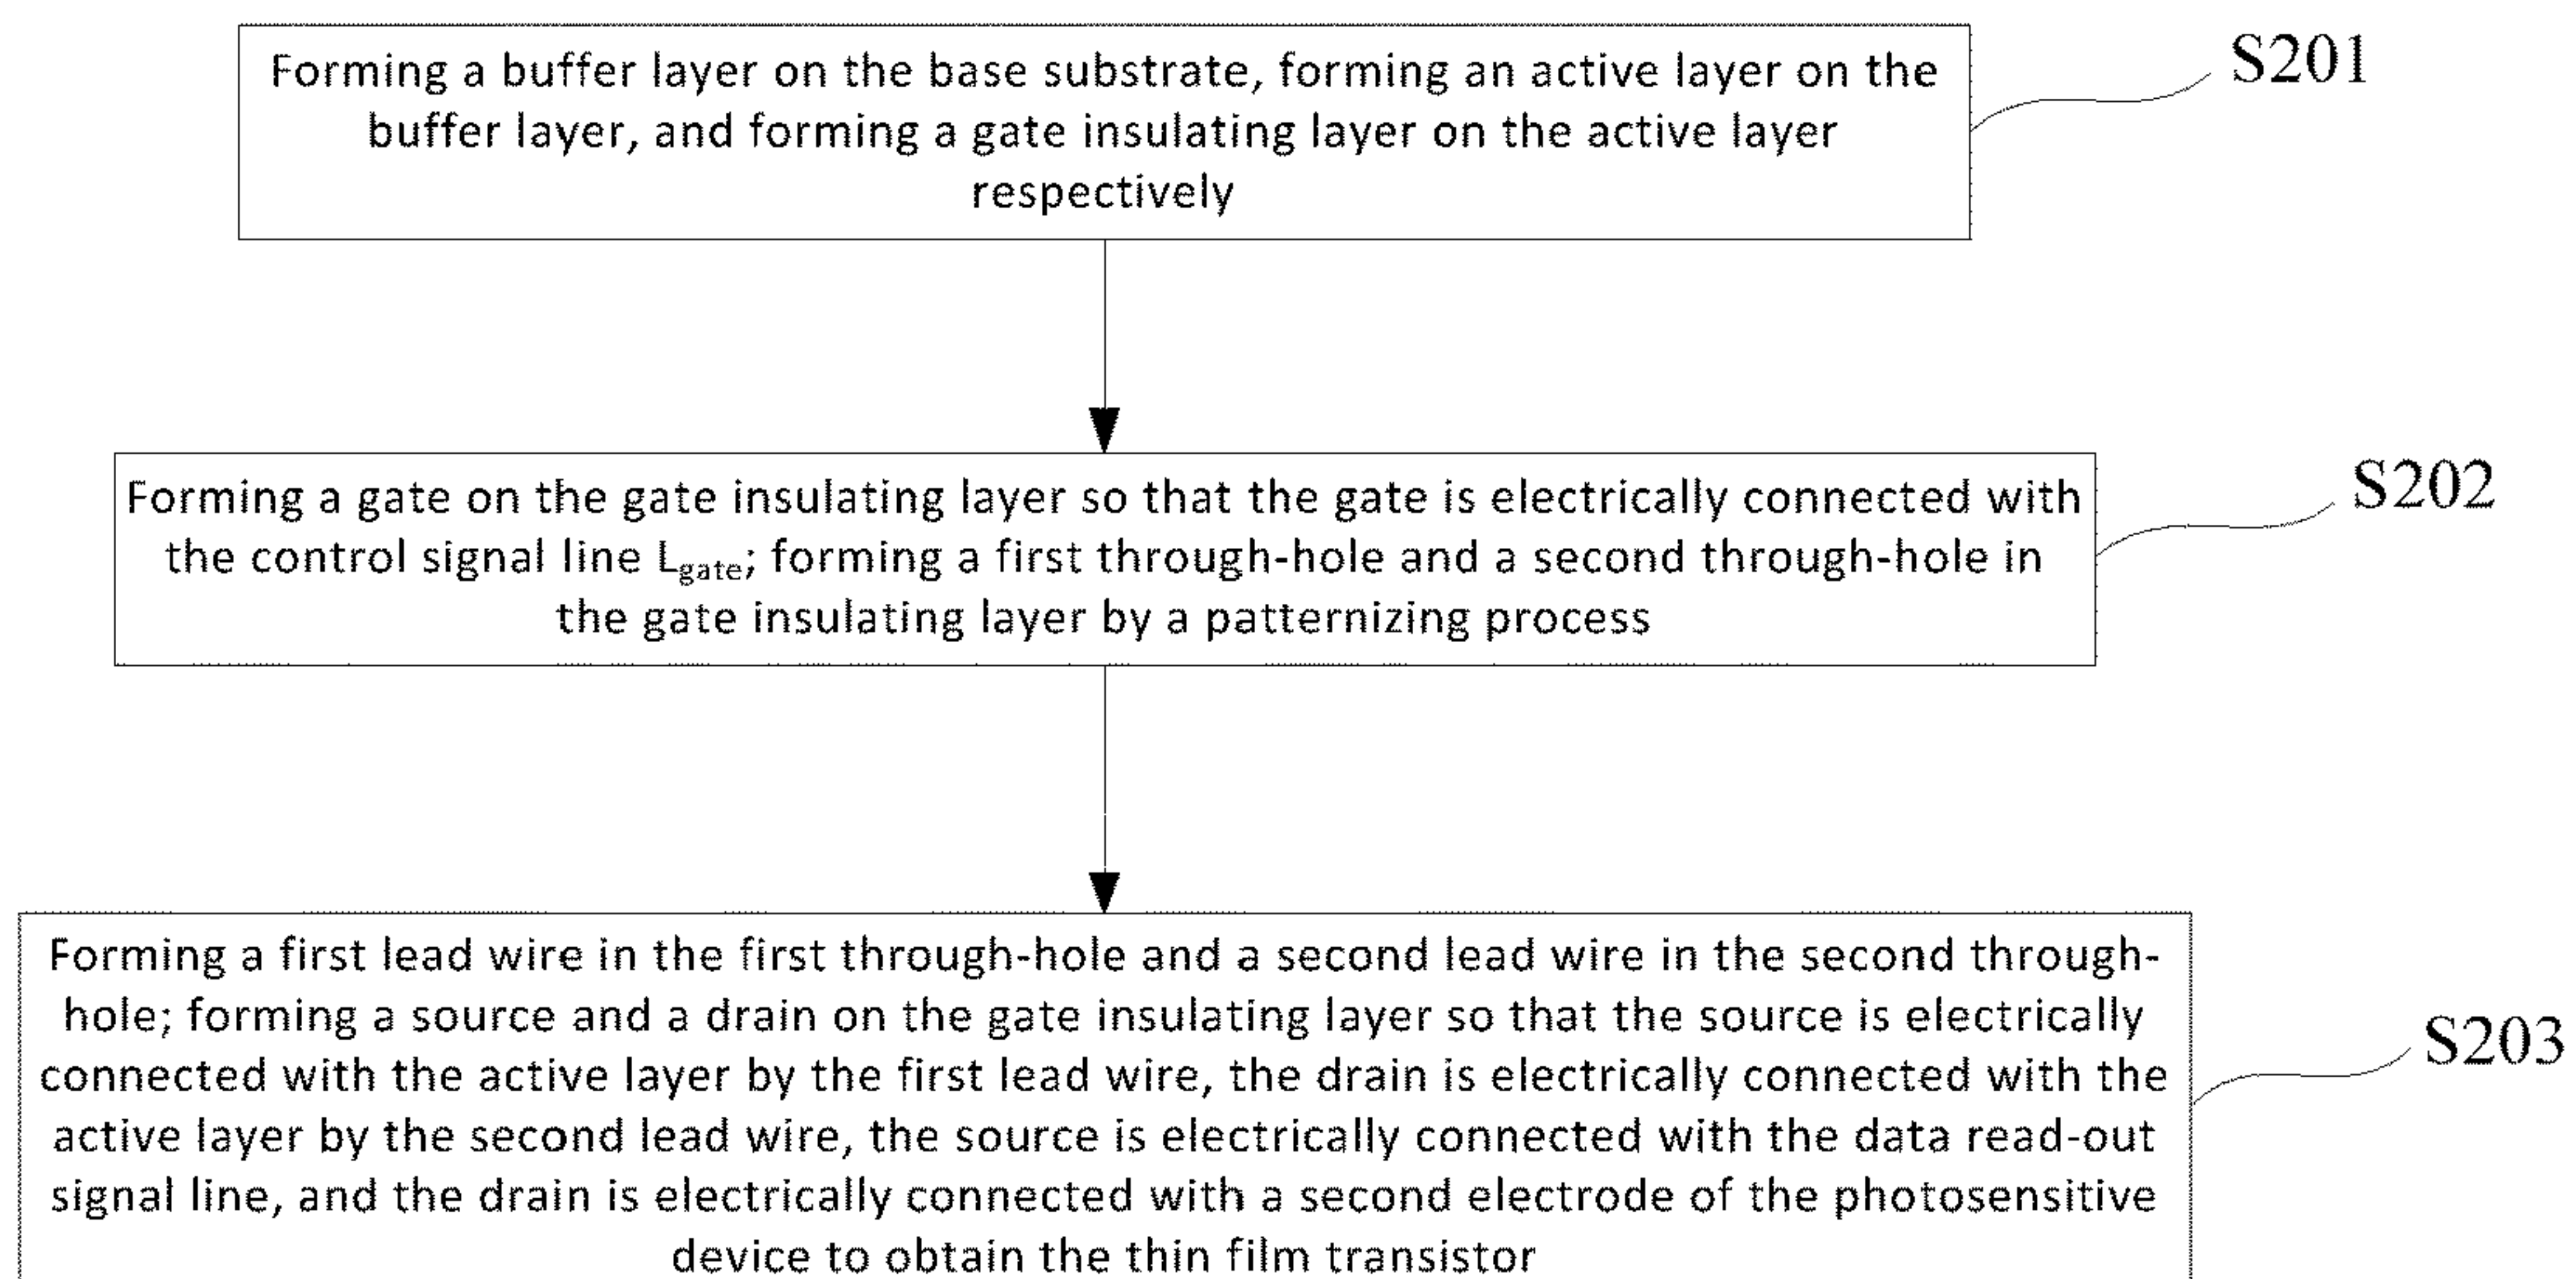 Forming a buffer layer on the base substrate, forming an active layer on the
buffer layer, and forming a gate insulating layer on the active layer
respectively
S201
Forming a gate on the gate insulating layer so that the gate is electrically connected with
the control signal line Lgate; forming a first through-hole and a second through-hole in
the gate insulating layer by a patternizing process
S202
Forming a first lead wire in the first through-hole and a second lead wire in the second through-
hole; forming a source and a drain on the gate insulating layer so that the source is electrically
connected with the active layer by the first lead wire, the drain is electrically connected with the
active layer by the second lead wire, the source is electrically connected with the data read-out
signal line, and the drain is electrically connected with a second electrode of the photosensitive
device to obtain the thin film transistor
S203